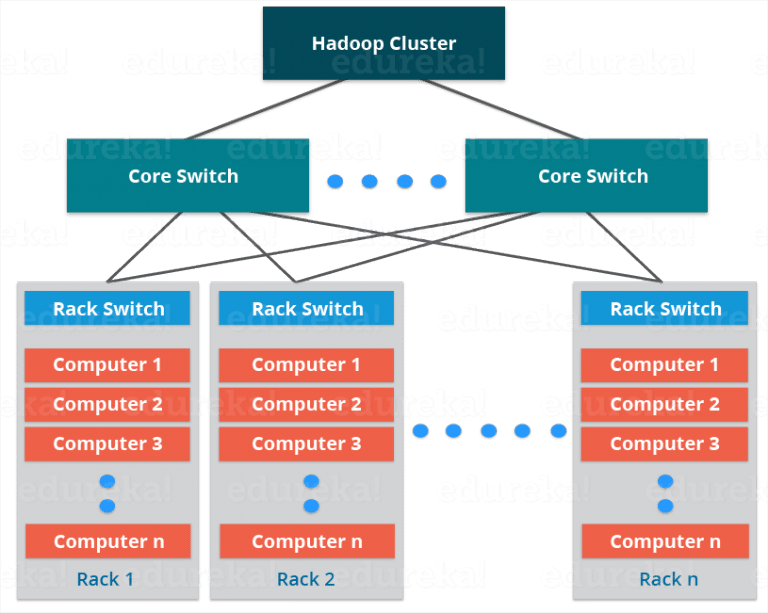 Hadoop Cluster
edureka!
Core Switch
Core Switch
Rack Switch
Computer 1
Computer 2
Computer 3
Computer n
Rack 1
Rack Switch
Computer 1
Computer 2
Computer 3
Computer n
Rack 2
Rack Switch
Computer 1
Computer 2
Computer 3
Computer n
Rack n